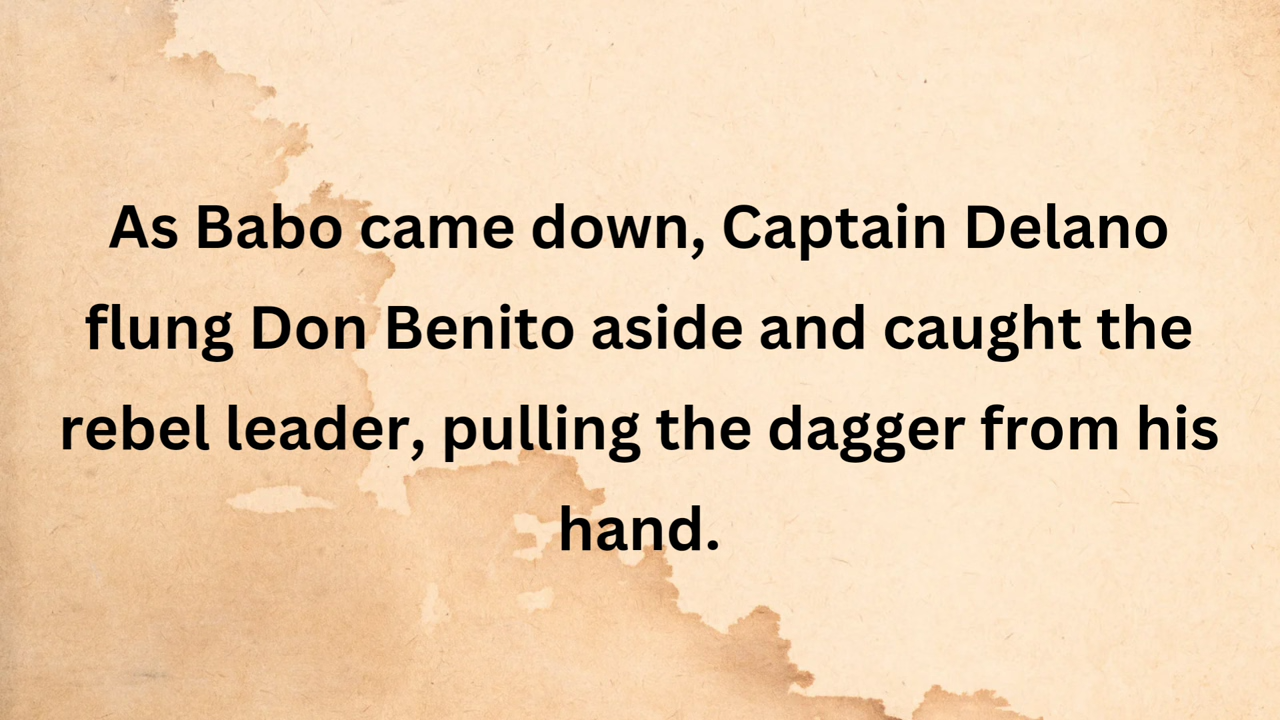 As Babo came down, Captain Delano
flung Don Benito aside and caught the
rebel leader, pulling the dagger from his
hand.